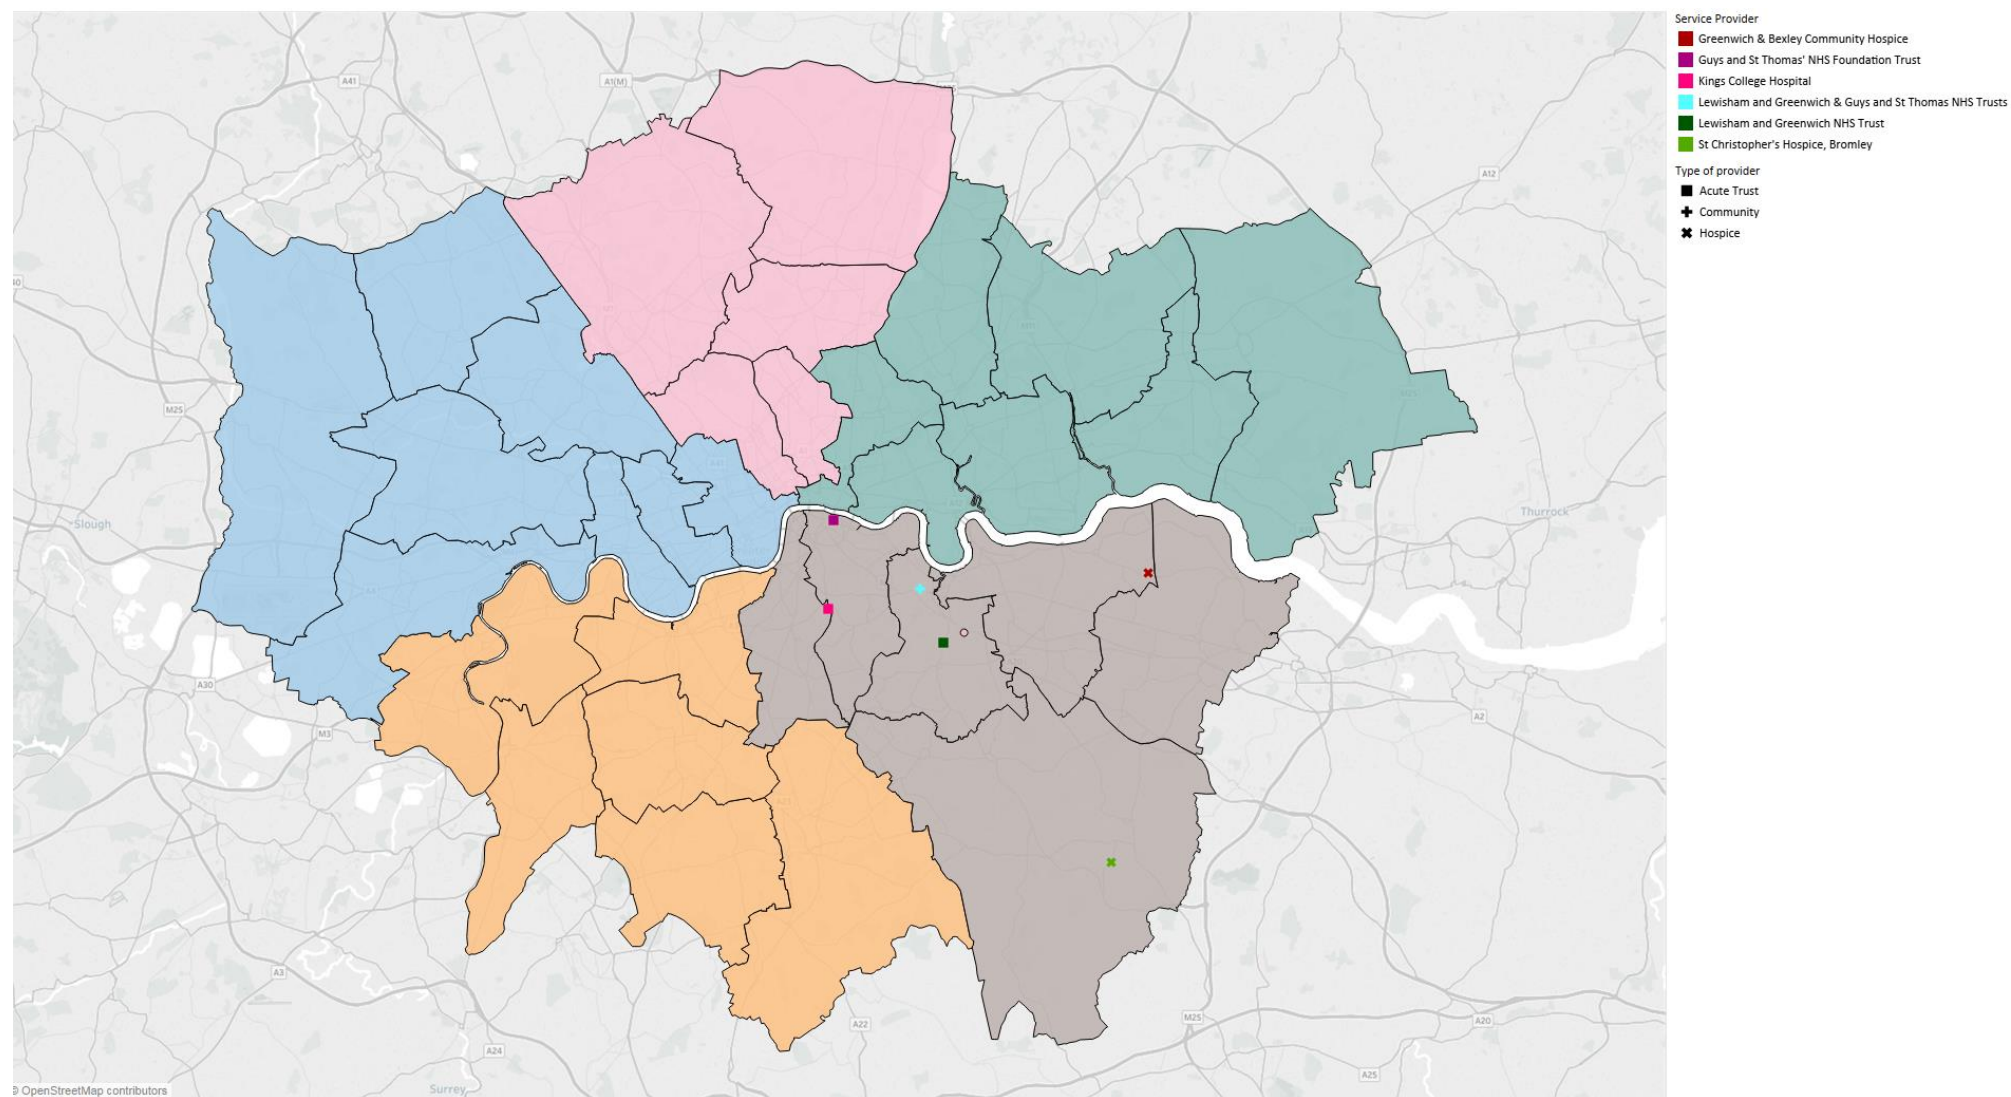 Service Provider
Greenwich & Bexley Community Hospice
Guys and St Thomas' NHS Foundation Trust
Kings College Hospital
Lewisham and Greenwich & Guys and St Thomas NHS Trusts
Lewisham and Greenwich NHS Trust
St Christopher's Hospice, Bromley
Type of provider
Acute Trust
Community
Hospice
A41
A1(M)
A12
M25
Slough
Thurrock
A30
M3
A2
A3
A22
M25
A20
A24
A25
Surrey
© OpenStreetMap contributors